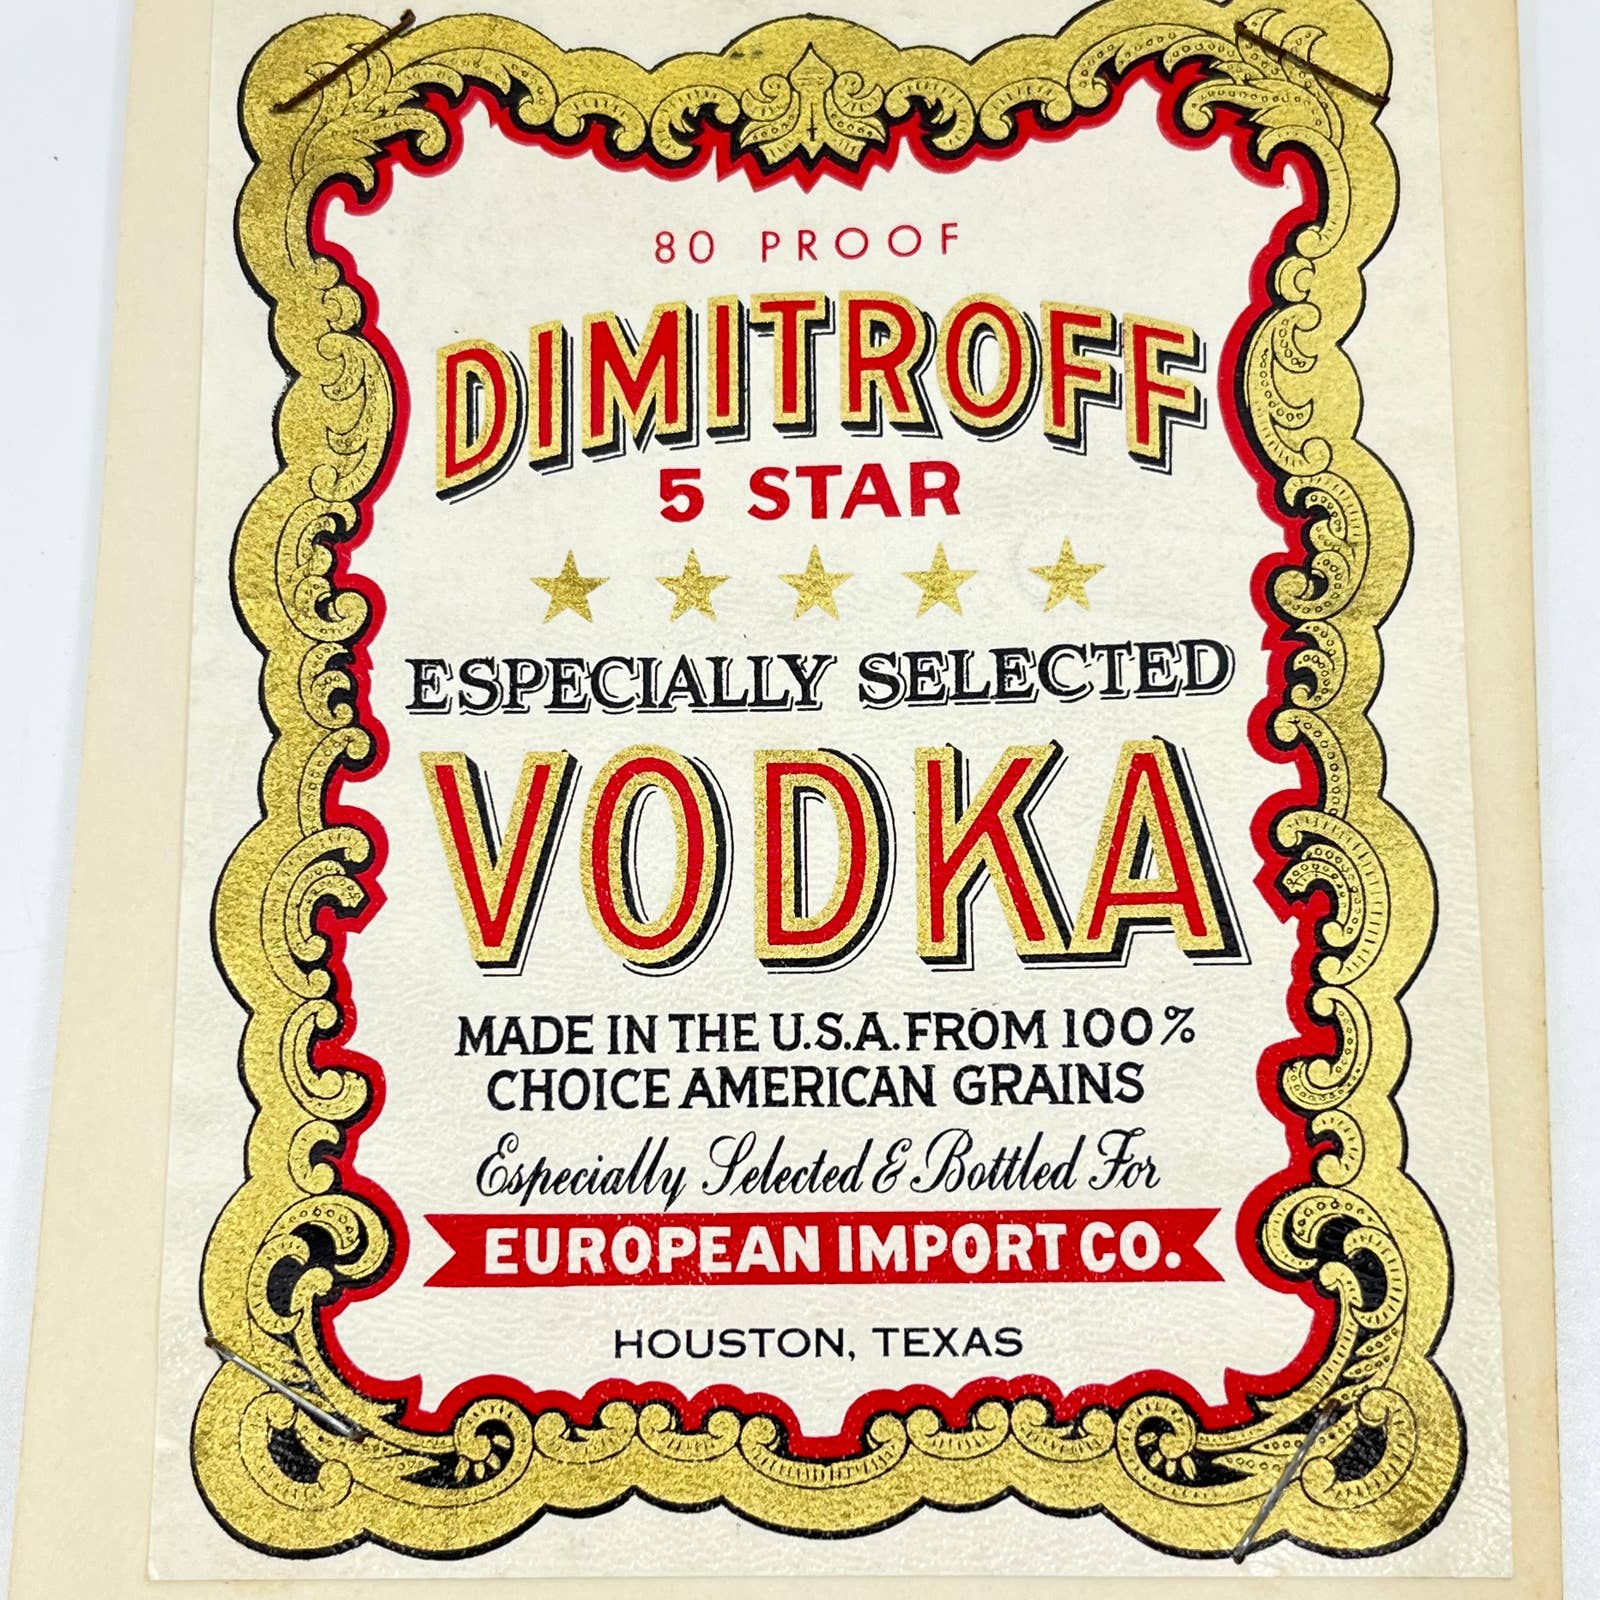 80 PROOF
DIMITROFF
5 STAR
ESPECIALLY SELECTED
VODKA
MADE IN THE U.S.A. FROM 100%
CHOICE AMERICAN GRAINS
Especially Selected & Bottled For
EUROPEAN IMPORT CO.
HOUSTON, TEXAS